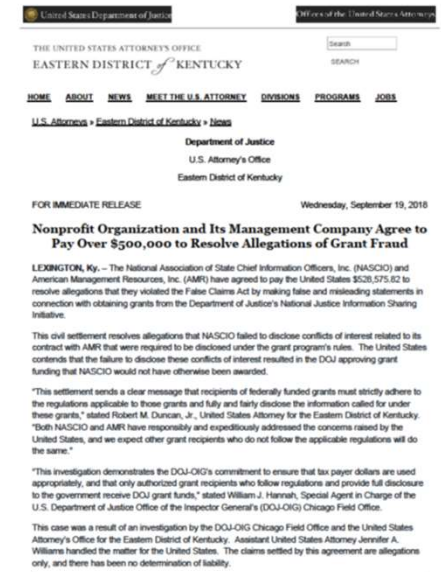 United States Department of Justice
Offices of the United States Attorneys
THE UNITED STATES ATTORNEY'S OFFICE
EASTERN DISTRICT of KENTUCKY
Search
SEARCH
HOME ABOUT NEWS MEET THE U.S. ATTORNEY DIVISIONS PROGRAMS JOBS
U.S. Attorneys » Eastern District of Kentucky » News
Department of Justice
U.S. Attorney's Office
Eastern District of Kentucky
FOR IMMEDIATE RELEASE Wednesday, September 19, 2018
Nonprofit Organization and Its Management Company Agree to
Pay Over $500,000 to Resolve Allegations of Grant Fraud
LEXINGTON, Ky. – The National Association of State Chief Information Officers, Inc. (NASCIO) and
American Management Resources, Inc. (AMR) have agreed to pay the United States $528,575.82 to
resolve allegations that they violated the False Claims Act by making false and misleading statements in
connection with obtaining grants from the Department of Justice's National Justice Information Sharing
Initiative.
This civil settlement resolves allegations that NASCIO failed to disclose conflicts of interest related to its
contract with AMR that were required to be disclosed under the grant program's rules. The United States
contends that the failure to disclose these conflicts of interest resulted in the DOJ approving grant
funding that NASCIO would not have otherwise been awarded.
"This settlement sends a clear message that recipients of federally funded grants must strictly adhere to
the regulations applicable to those grants and fully and fairly disclose the information called for under
these grants," stated Robert M. Duncan, Jr., United States Attorney for the Eastern District of Kentucky.
"Both NASCIO and AMR have responsibly and expeditiously addressed the concerns raised by the
United States, and we expect other grant recipients who do not follow the applicable regulations will do
the same."
"This investigation demonstrates the DOJ-OIG's commitment to ensure that tax payer dollars are used
appropriately, and that only authorized grant recipients who follow regulations and provide full disclosure
to the government receive DOJ grant funds," stated William J. Hannah, Special Agent in Charge of the
U.S. Department of Justice Office of the Inspector General's (DOJ-OIG) Chicago Field Office.
This case was a result of an investigation by the DOJ-OIG Chicago Field Office and the United States
Attorney's Office for the Eastern District of Kentucky. Assistant United States Attorney Jennifer A.
Williams handled the matter for the United States. The claims settled by this agreement are allegations
only, and there has been no determination of liability.